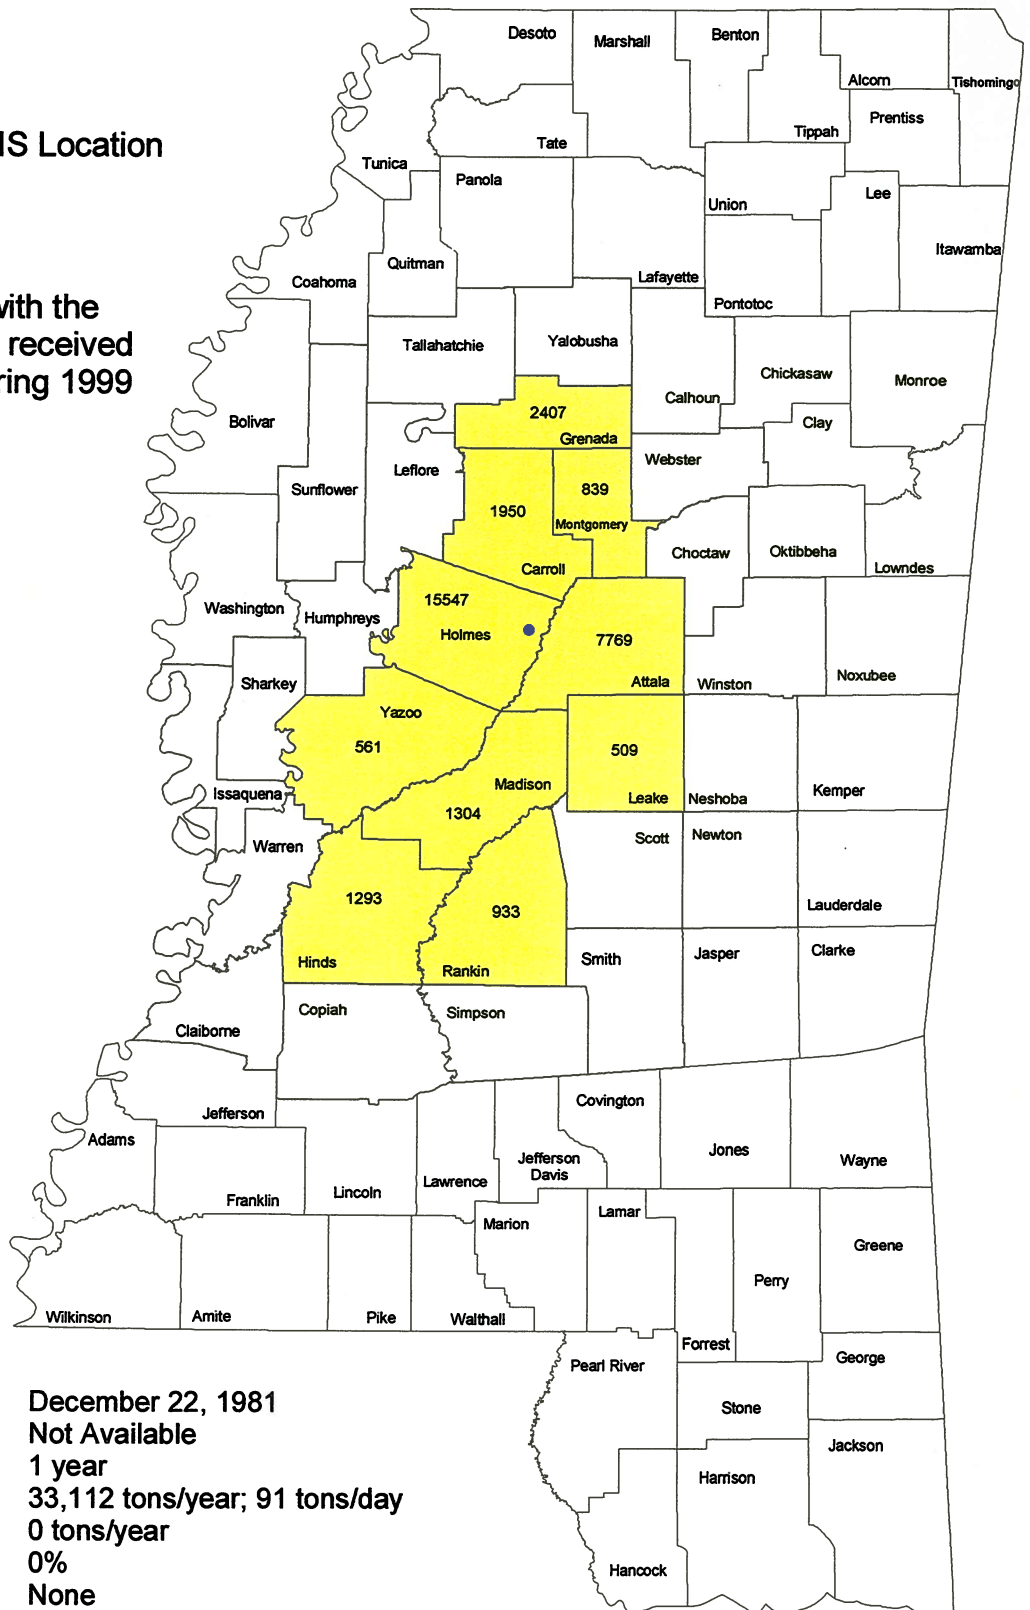 Desoto
Marshall
Benton
Alcorn
Tishomingo
Tippah
Prentiss
IS Location
Tate
Tunica
Panola
Union
Lee
Itawamba
Quitman
Coahoma
Lafayette
Pontotoc
with the
received
ring 1999
Tallahatchie
Yalobusha
Chickasaw
Monroe
Calhoun
Bolivar
2407
Grenada
Clay
Webster
Leflore
Sunflower
839
Montgomery
1950
Carroll
Choctaw
Oktibbeha
Lowndes
Washington
Humphreys
15547
Holmes
7769
Attala
Winston
Noxubee
Sharkey
Yazoo
561
509
Leake
Neshoba
Kemper
Madison
1304
Issaquena
Warren
Scott
Newton
Lauderdale
1293
Hinds
933
Rankin
Smith
Jasper
Clarke
Copiah
Simpson
Claiborne
Jefferson
Covington
Adams
Jefferson
Davis
Jones
Wayne
Lawrence
Lincoln
Franklin
Marion
Lamar
Greene
Perry
Wilkinson
Amite
Pike
Walthall
Forrest
George
Pearl River
Stone
Jackson
Harrison
Hancock
December 22, 1981
Not Available
1 year
33,112 tons/year; 91 tons/day
0 tons/year
0%
None